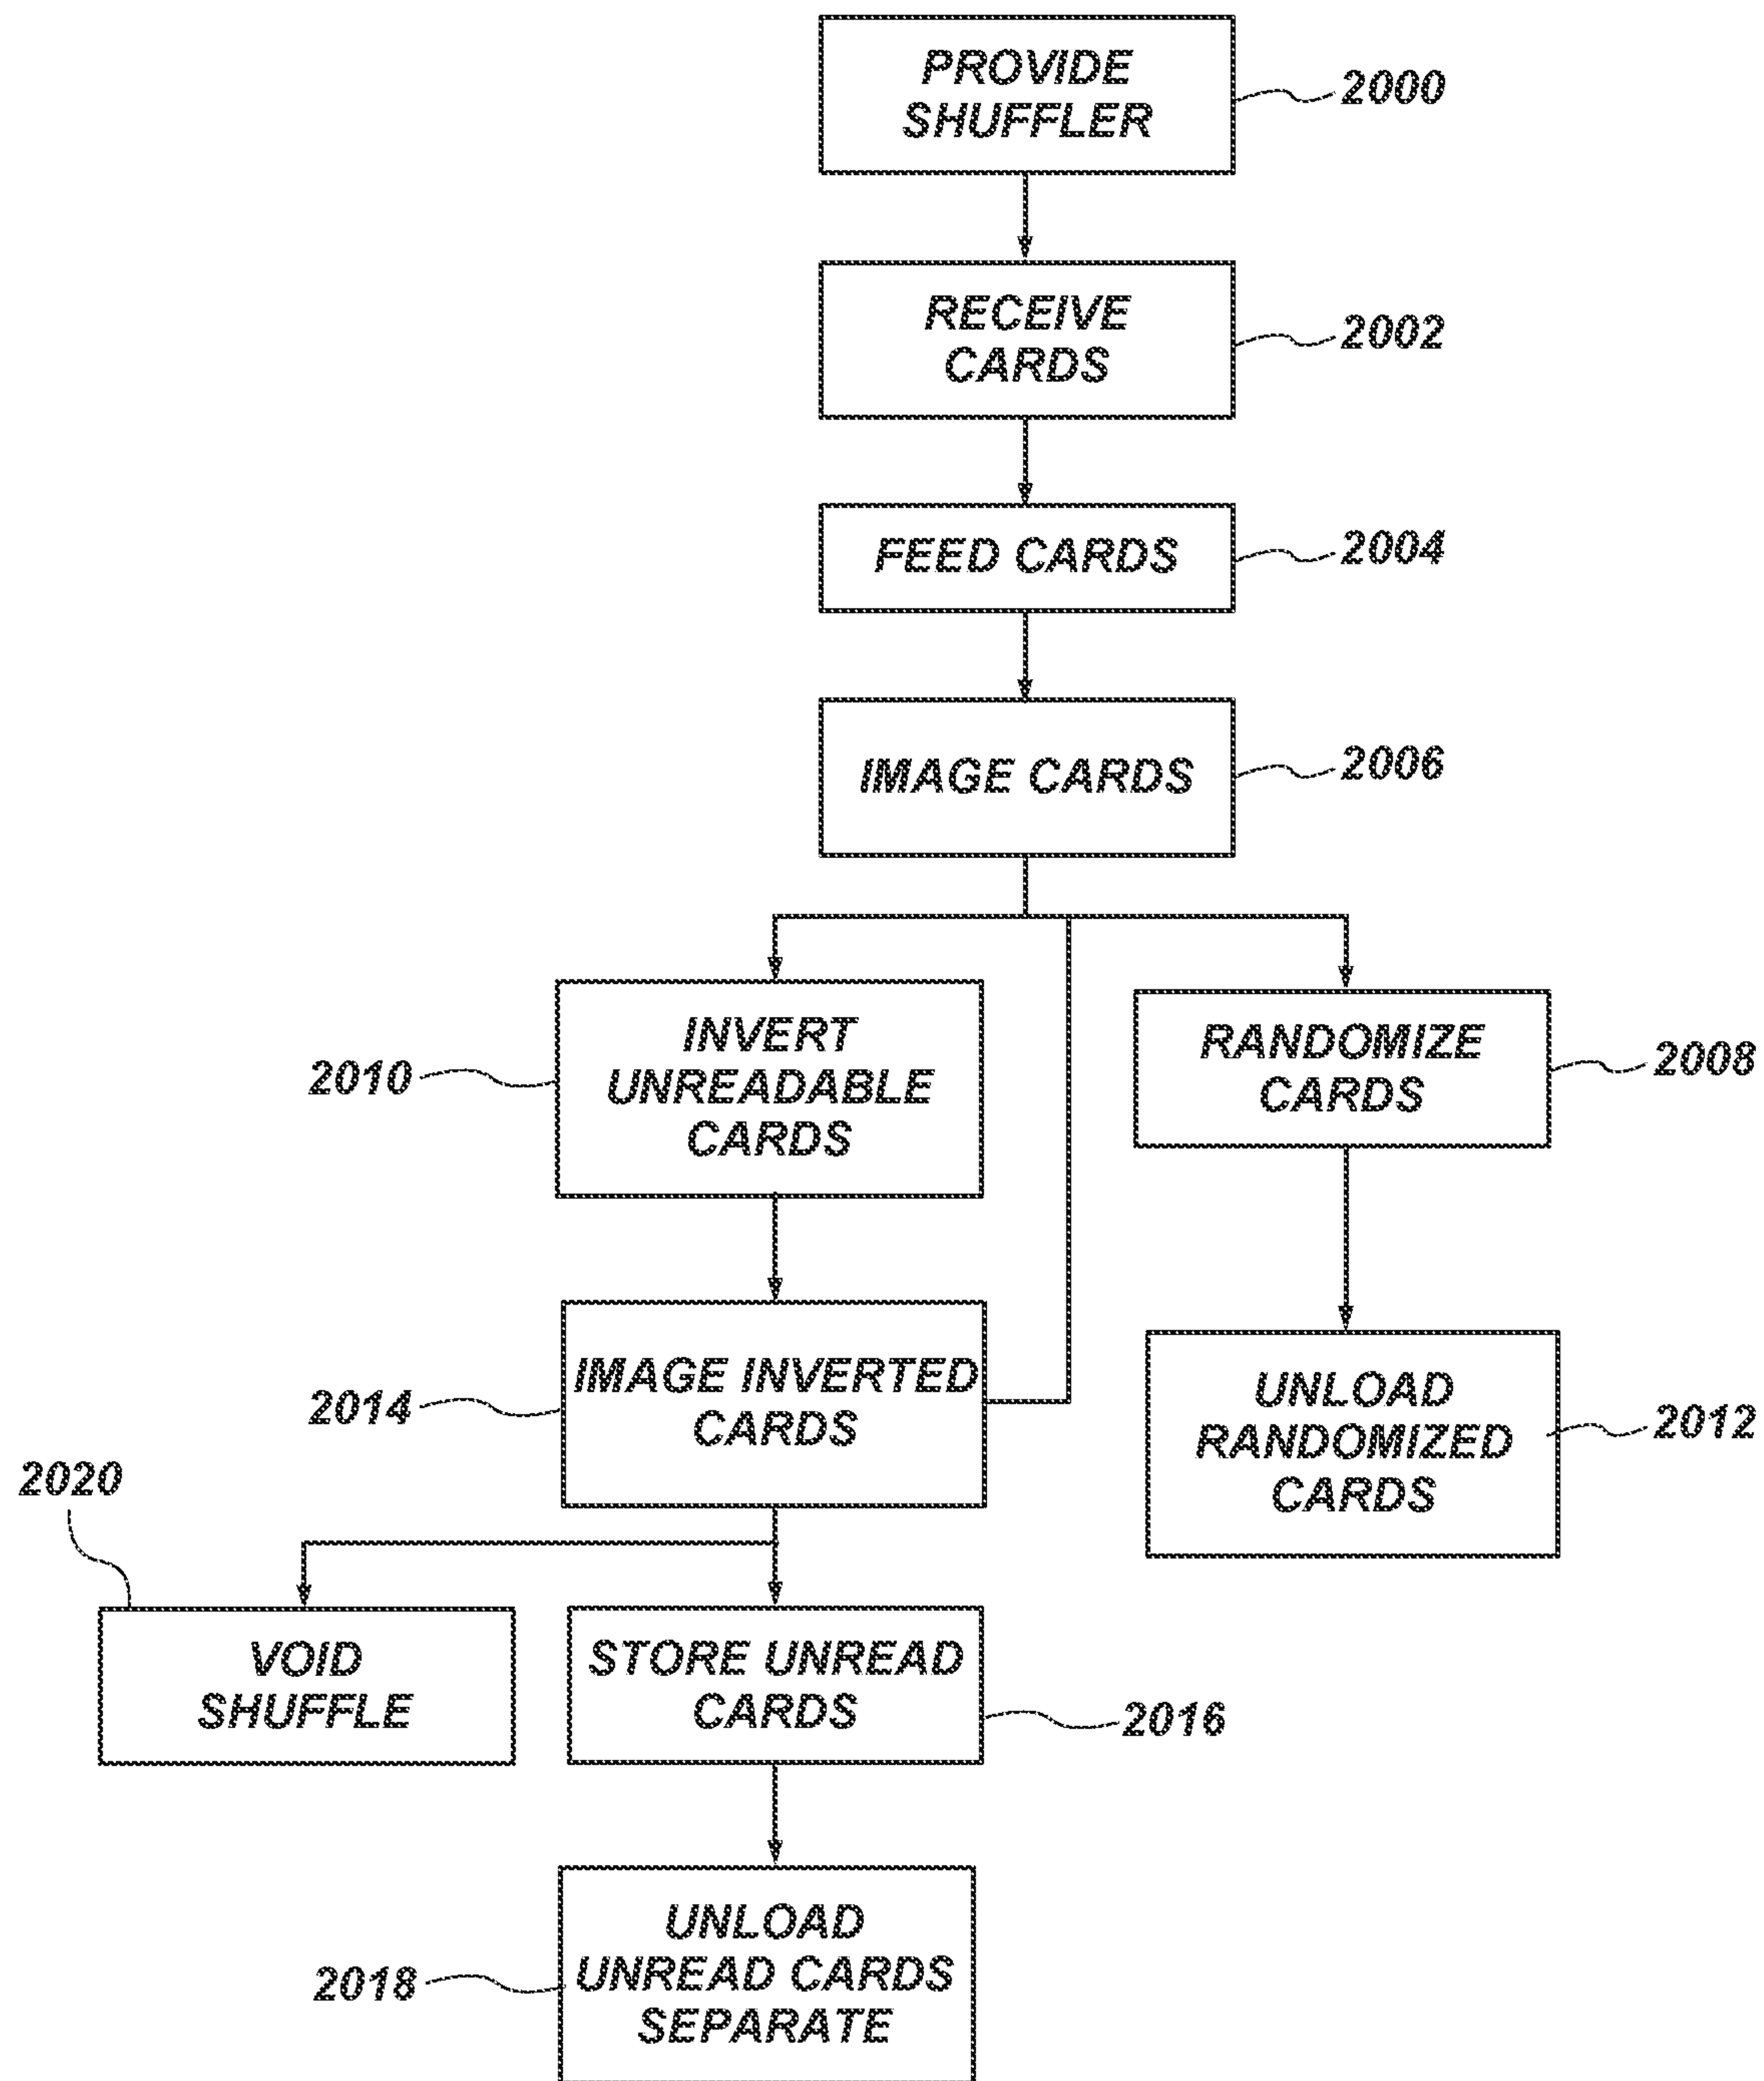 PROVIDE
SHUFFLER
2000
RECEIVE
CARDS
2002
FEED CARDS
2004
IMAGE CARDS
2006
INVERT
UNREADABLE
CARDS
2010
RANDOMIZE
CARDS
2008
IMAGE INVERTED
CARDS
2014
UNLOAD
RANDOMIZED
CARDS
2012
2020
VOID
SHUFFLE
STORE UNREAD
CARDS
2016
UNLOAD
UNREAD CARDS
SEPARATE
2018